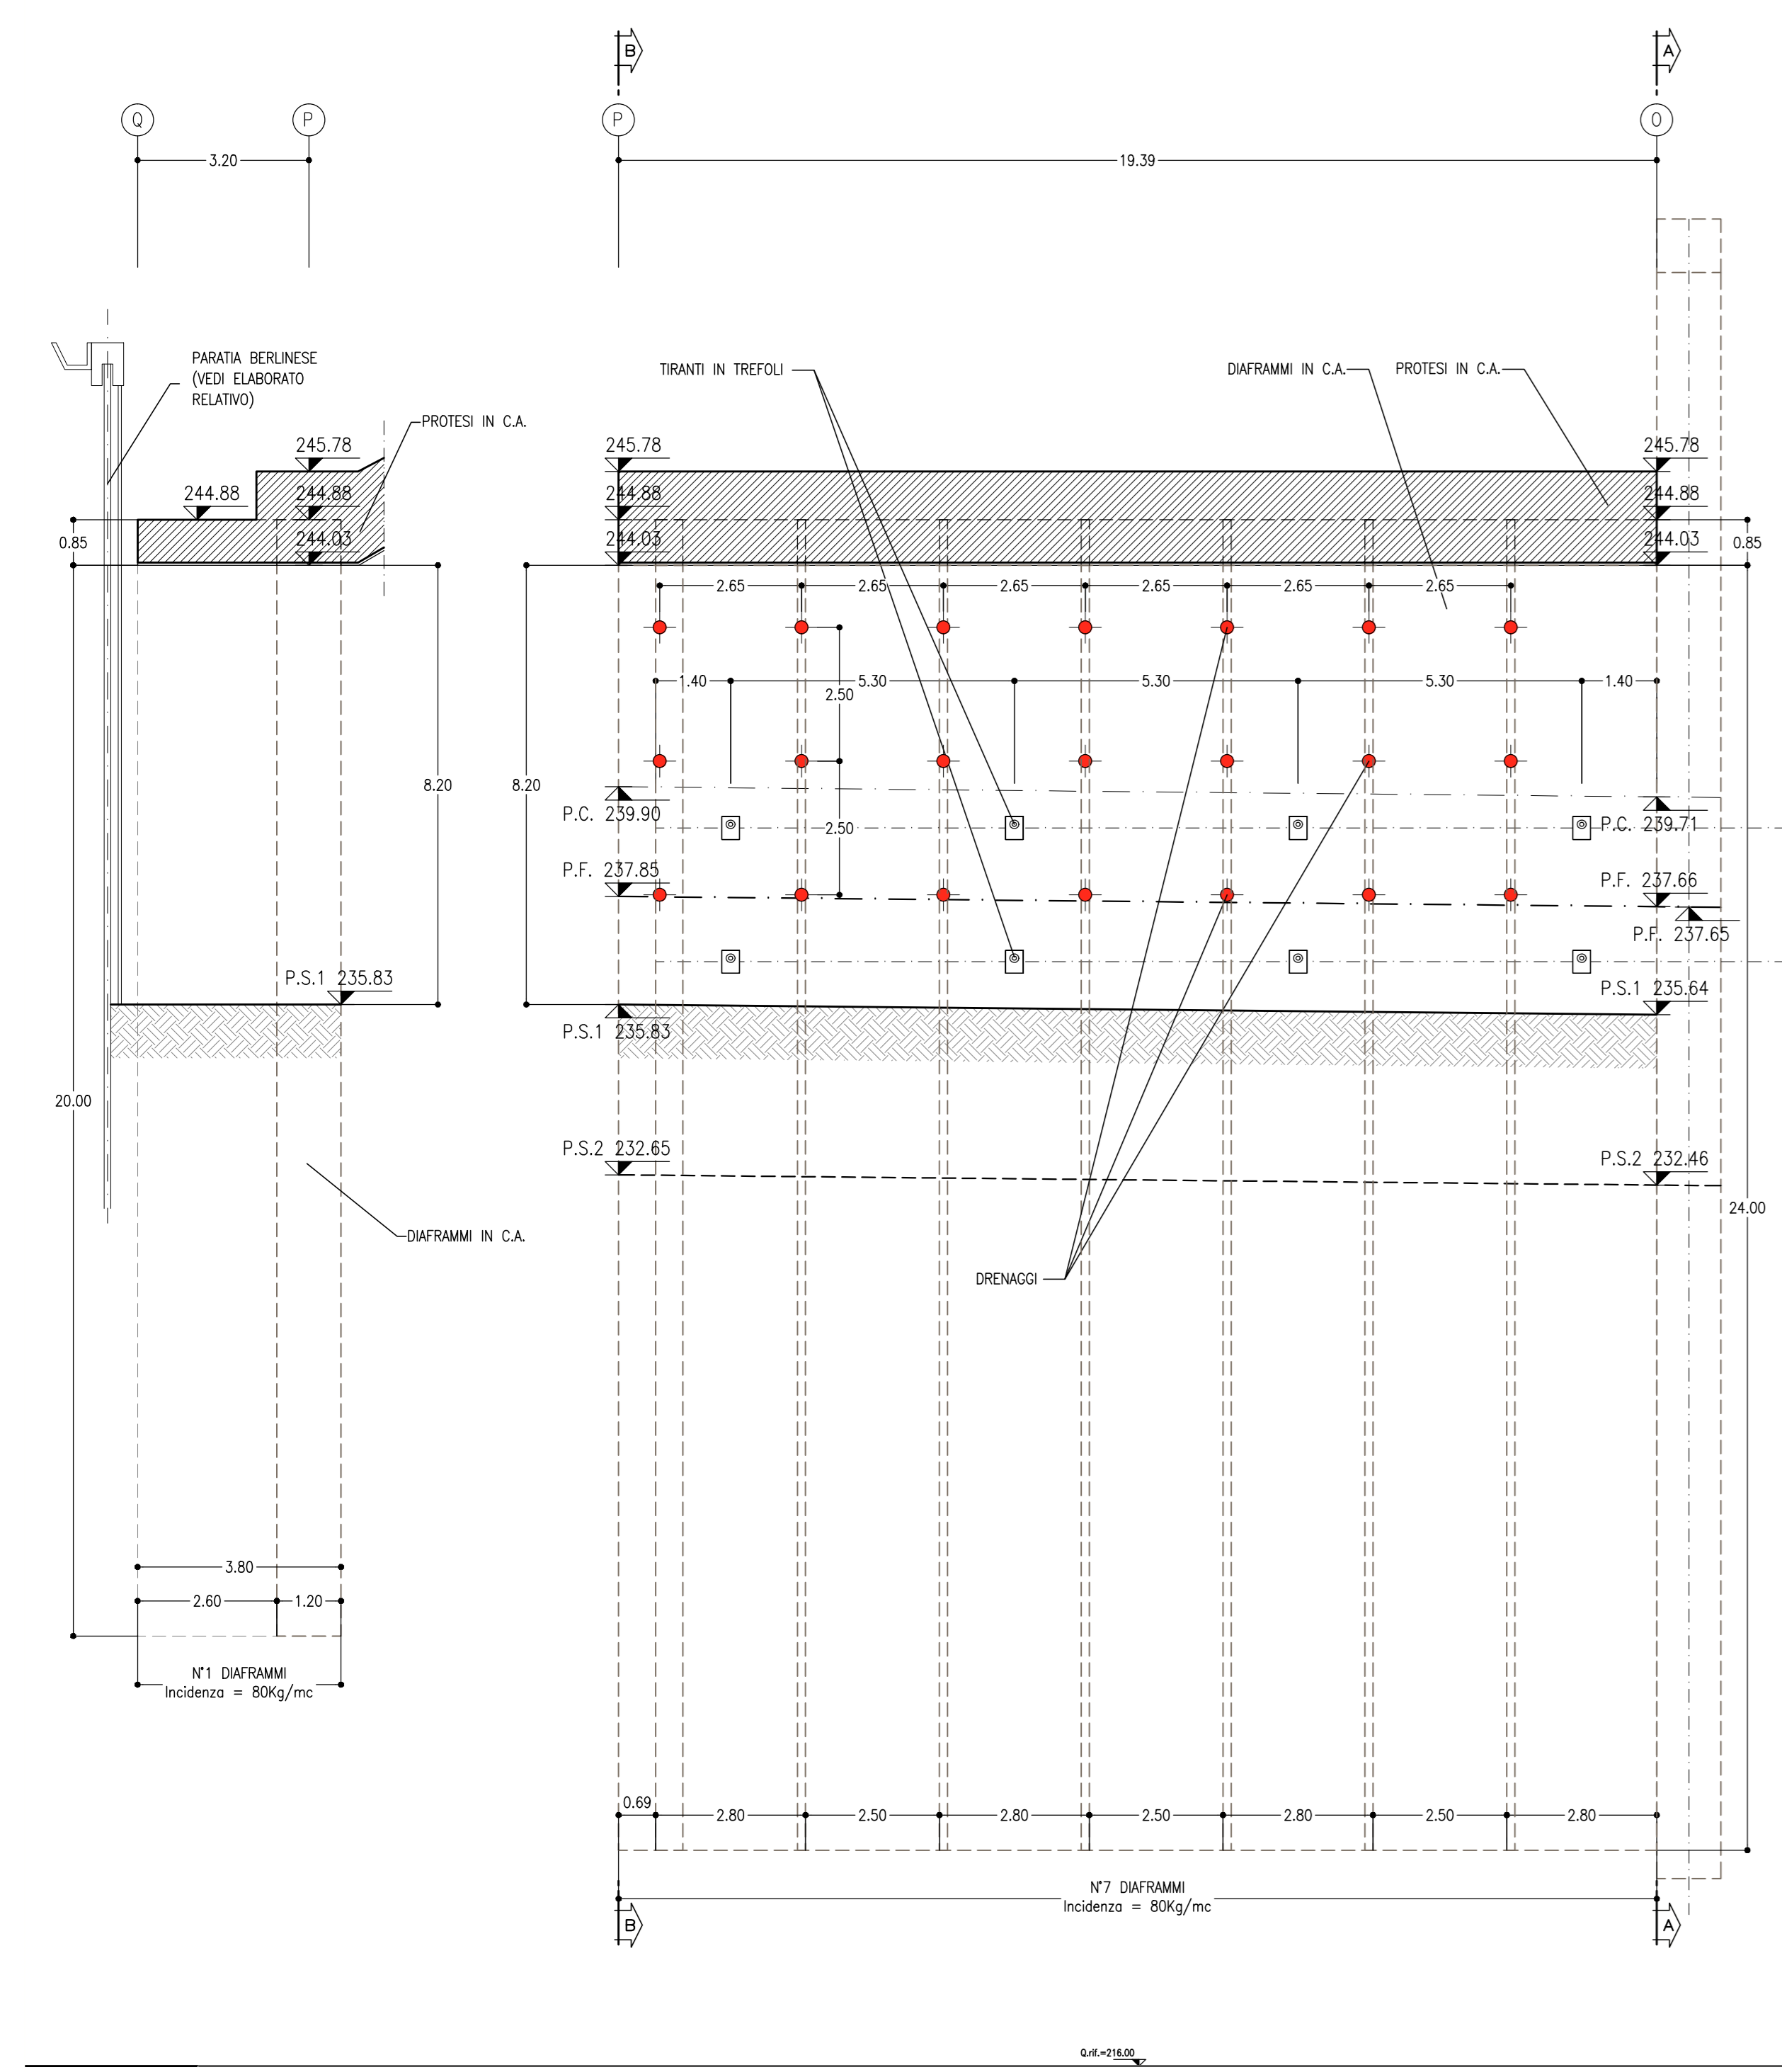 B
A
Q
P
P
O
3.20
19.39
PARATIA BERLINESE
(VEDI ELABORATO
RELATIVO)
TIRANTI IN TREFOLI
DIAFRAMMI IN C.A.
PROTESI IN C.A.
PROTESI IN C.A.
245.78
245.78
245.78
244.88
244.88
244.88
244.88
0.85
244.03
244.03
244.03
0.85
2.65
2.65
2.65
2.65
2.65
2.65
1.40
5.30
2.50
5.30
5.30
1.40
8.20
8.20
P.C. 239.90
2.50
P.C. 239.71
P.F. 237.85
P.F. 237.66
P.F. 237.65
P.S.1 235.83
P.S.1 235.64
P.S.1 235.83
20.00
P.S.2 232.65
P.S.2 232.46
24.00
DIAFRAMMI IN C.A.
DRENAGGI
3.80
2.60
1.20
N°1 DIAFRAMMI
Incidenza = 80Kg/mc
0.69
2.80
2.50
2.80
2.50
2.80
2.50
2.80
N°7 DIAFRAMMI
Incidenza = 80Kg/mc
B
A
Q.rif.=216.00